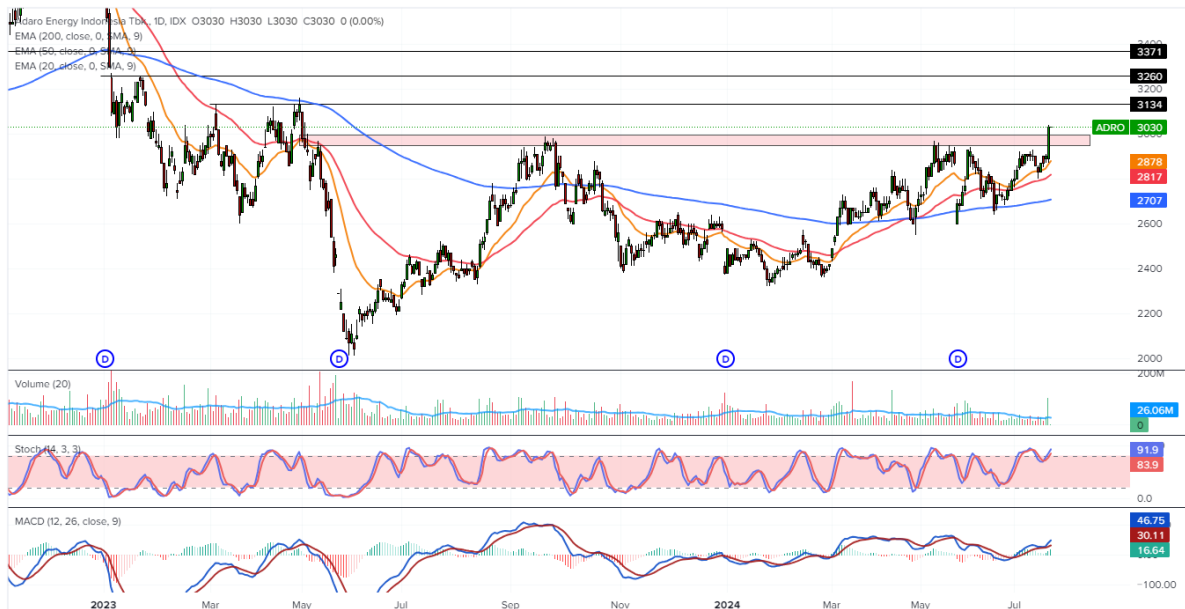 Adaro Energy Indonesia Tbk., 1D, IDX O3030 H3030 L3030 C3030 0 (0.00%)
EMA (200, close, 0, SMA, 9)
EMA (50, close, 0, SMA, 9)
EMA (20, close, 0, SMA, 9)
3400
3371
3260
3200
3134
ADRO 3030
3000
2878
2817
2707
2600
2400
2200
2000
D D D D
Volume (20)
200M
26.06M
0
Stoch (14, 3, 3)
91.9
83.9
0.0
MACD (12, 26, close, 9)
46.75
30.11
16.64
−100.00
2023 Mar May Jul Sep Nov 2024 Mar May Jul